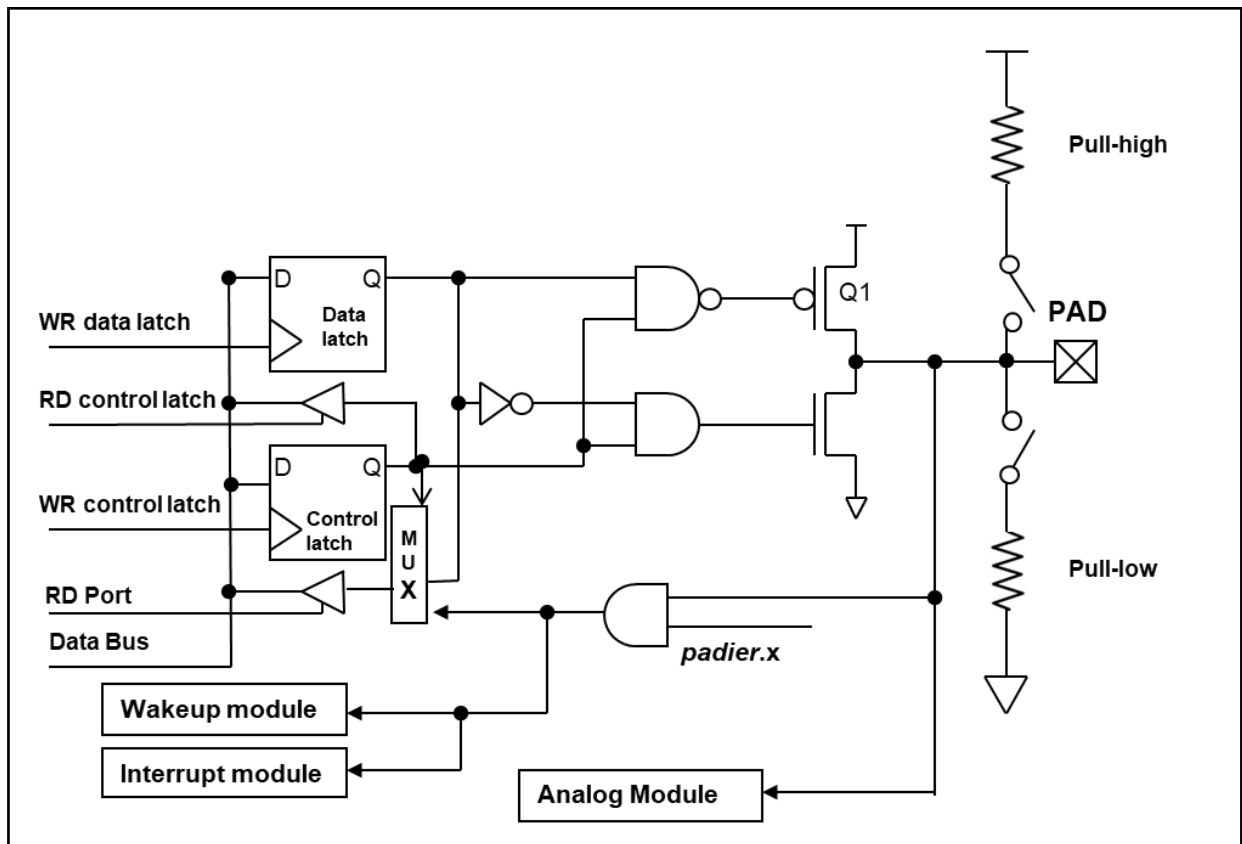 Pull-high
D
Q
Data
latch
Q1
WR data latch
PAD
RD control latch
D
Q
WR control latch
Control
latch
M
U
X
Pull-low
RD Port
Data Bus
padier.x
Wakeup module
Interrupt module
Analog Module